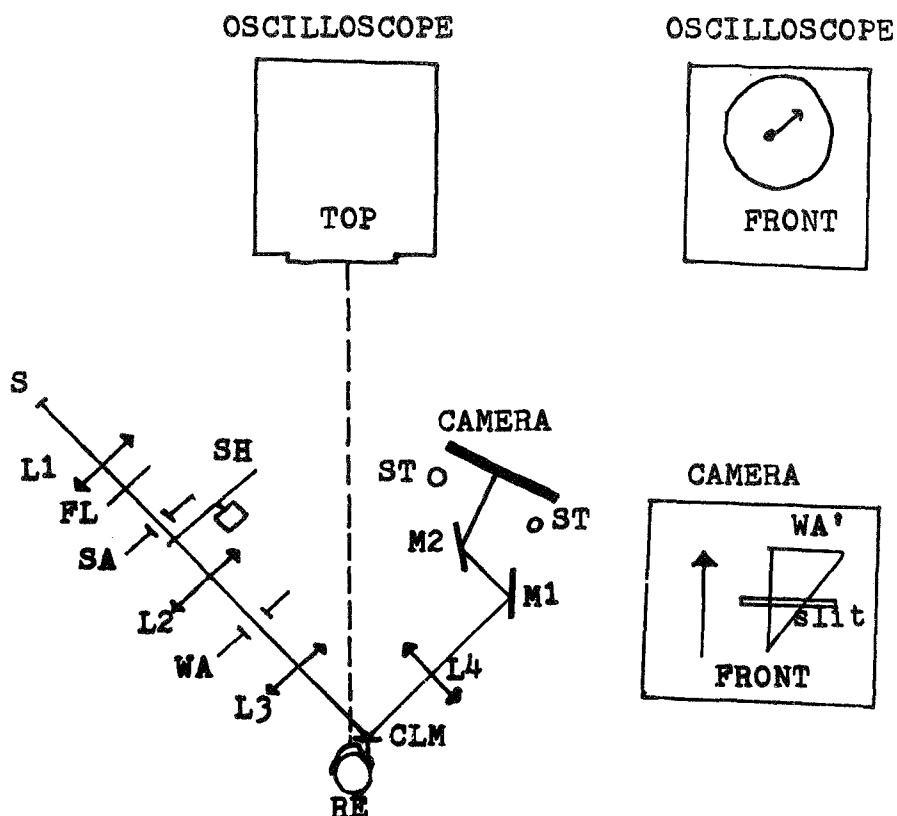 OSCILLOSCOPE
OSCILLOSCOPE
TOP
FRONT
S
L1
FL
SH
SA
L2
WA
L3
CAMERA
ST
ST
M2
M1
L4
CLM
RE
CAMERA
WA'
slit
FRONT